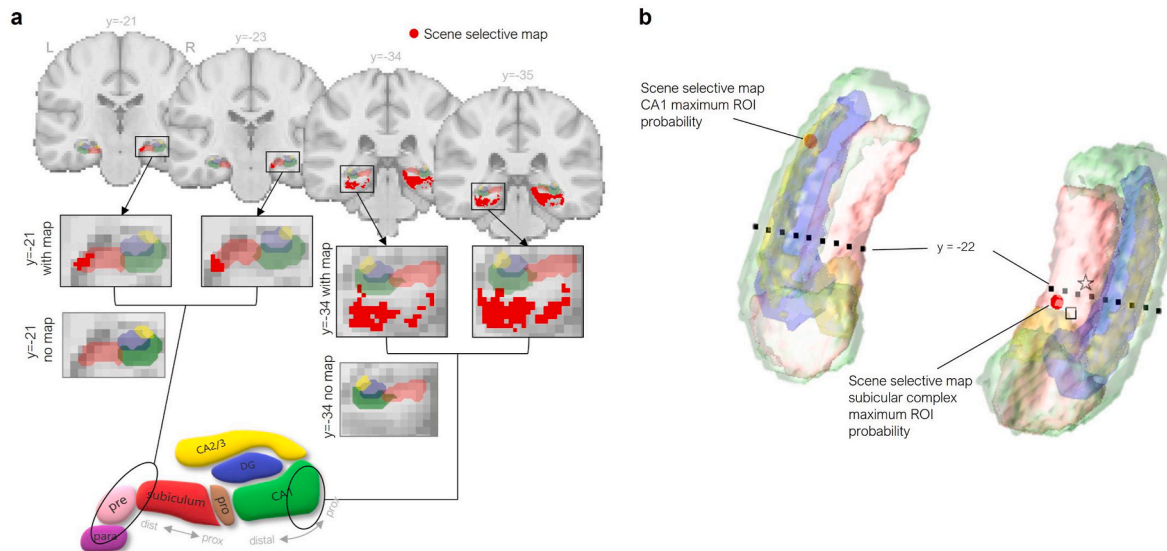 a
y=-21
L
R
y=-23
Scene selective map
y=-34
y=-35
y=-21
with map
y=-34 with map
y=-21
no map
y=-34 no map
CA2/3
DG
CA1
pre
subiculum
pro
para
dist
prox
distal
prox
b
Scene selective map
CA1 maximum ROI
probability
y = -22
Scene selective map
subicular complex
maximum ROI
probability